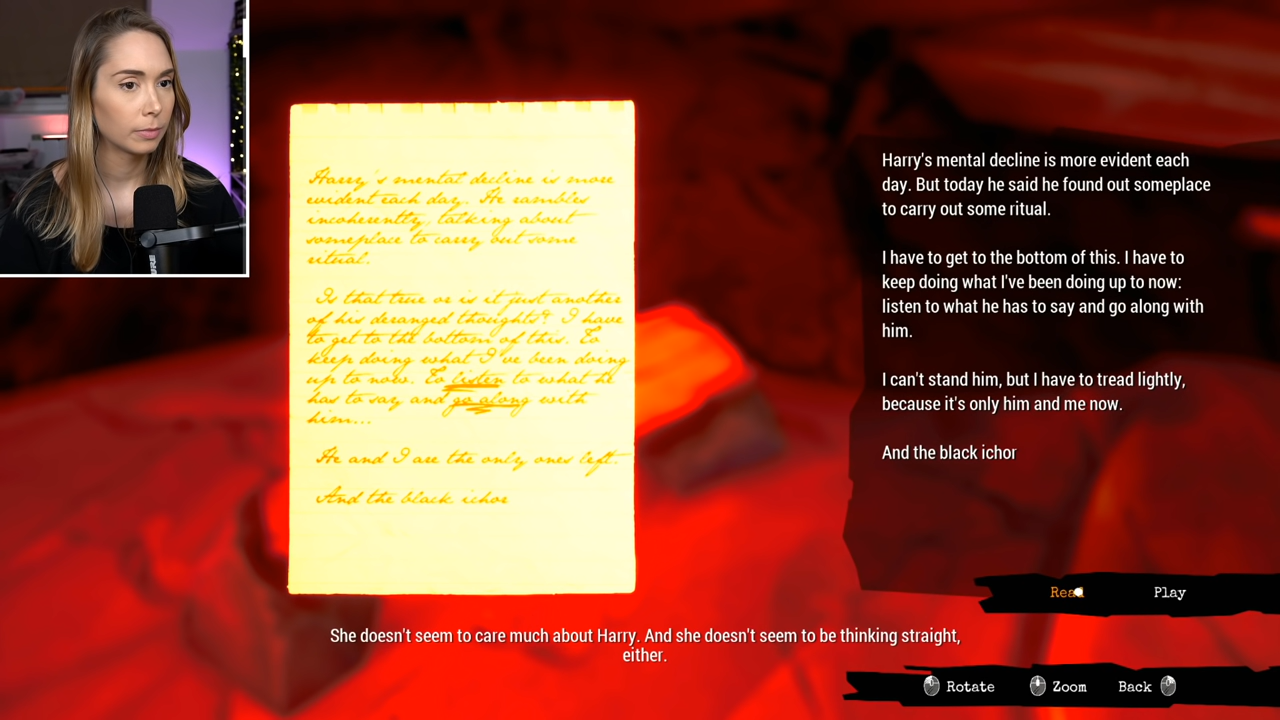 Harry's mental decline is more
evident each day. He rambles
incoherently, talking about
someplace to carry out some
ritual.
Is that true or is it just another
of his deranged thoughts? I have
to get to the bottom of this. To
keep doing what I've been doing
up to now. To listen to what he
has to say and go along with
him...
He and I are the only ones left.
And the black ichor
Harry's mental decline is more evident each
day. But today he said he found out someplace
to carry out some ritual.
I have to get to the bottom of this. I have to
keep doing what I've been doing up to now:
listen to what he has to say and go along with
him.
I can't stand him, but I have to tread lightly,
because it's only him and me now.
And the black ichor
Read
Play
She doesn't seem to care much about Harry. And she doesn't seem to be thinking straight,
either.
Rotate
Zoom
Back